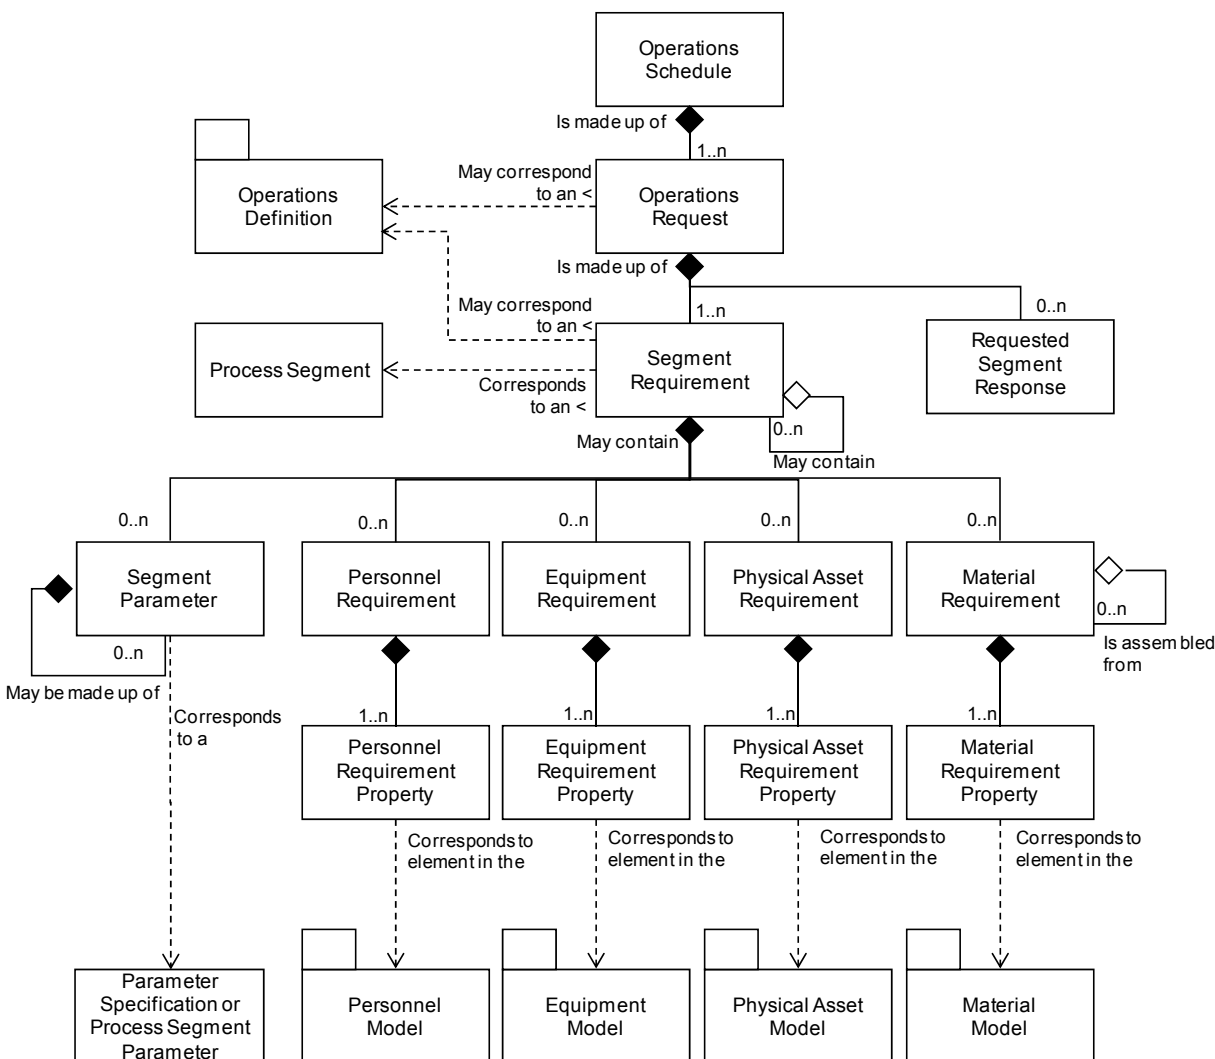 Operations
Schedule
Is made up of
1..n
May correspond
to an <
Operations
Definition
Operations
Request
Is made up of
May correspond
to an <
1..n
0..n
Process Segment
Segment
Requirement
Requested
Segment
Response
Corresponds
to an <
0..n
May contain
May contain
0..n
0..n
0..n
0..n
0..n
Segment
Parameter
Personnel
Requirement
Equipment
Requirement
Physical Asset
Requirement
Material
Requirement
0..n
0..n
Is assembled
from
May be made up of
Corresponds
to a
1..n
1..n
1..n
1..n
Personnel
Requirement
Property
Equipment
Requirement
Property
Physical Asset
Requirement
Property
Material
Requirement
Property
Corresponds to
element in the
Corresponds to
element in the
Corresponds to
element in the
Corresponds to
element in the
Parameter
Specification or
Process Segment
Parameter
Personnel
Model
Equipment
Model
Physical Asset
Model
Material
Model